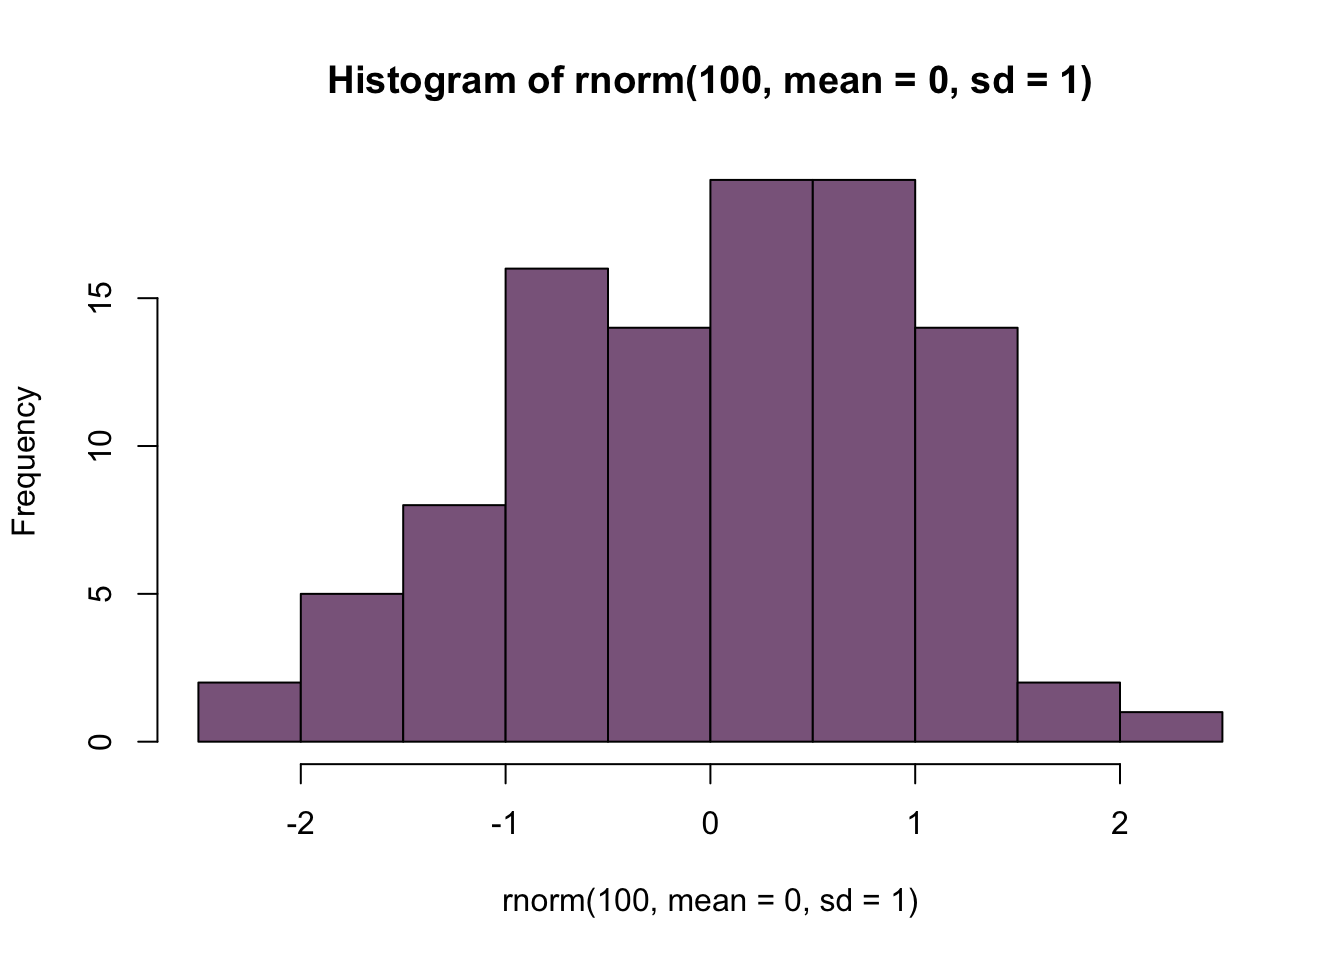 Histogram of rnorm(100, mean = 0, sd = 1)
Frequency
15
10
5
0
-2 -1 0 1 2
rnorm(100, mean = 0, sd = 1)